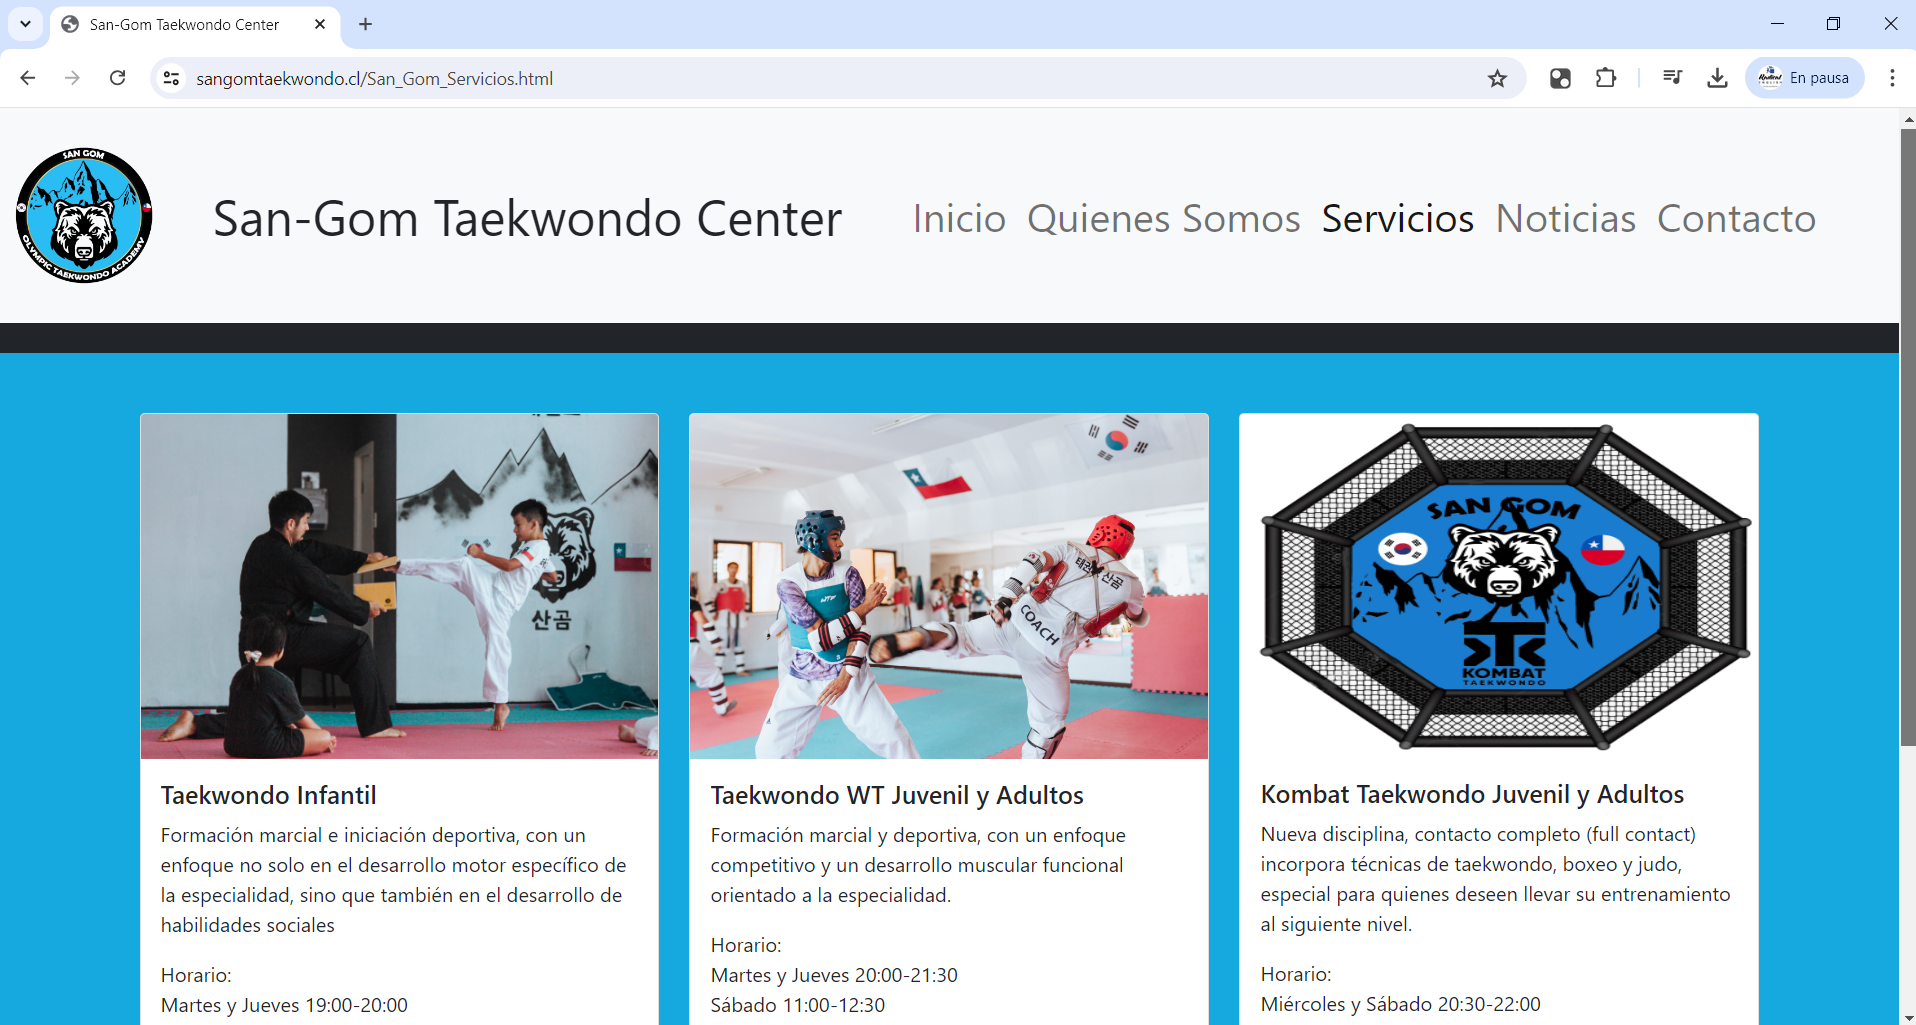 San-Gom Taekwondo Center
sangomtaekwondo.cl/San_Gom_Servicios.html
En pausa
SAN GOM
OLYMPIC TAEKWONDO ACADEMY
San-Gom Taekwondo Center
Inicio Quienes Somos Servicios Noticias Contacto
산곰
COACH
SAN GOM
KOMBAT
TAEKWONDO
Taekwondo Infantil
Formación marcial e iniciación deportiva, con un
enfoque no solo en el desarrollo motor específico de
la especialidad, sino que también en el desarrollo de
habilidades sociales
Horario:
Martes y Jueves 19:00-20:00
Taekwondo WT Juvenil y Adultos
Formación marcial y deportiva, con un enfoque
competitivo y un desarrollo muscular funcional
orientado a la especialidad.
Horario:
Martes y Jueves 20:00-21:30
Sábado 11:00-12:30
Kombat Taekwondo Juvenil y Adultos
Nueva disciplina, contacto completo (full contact)
incorpora técnicas de taekwondo, boxeo y judo,
especial para quienes deseen llevar su entrenamiento
al siguiente nivel.
Horario:
Miércoles y Sábado 20:30-22:00